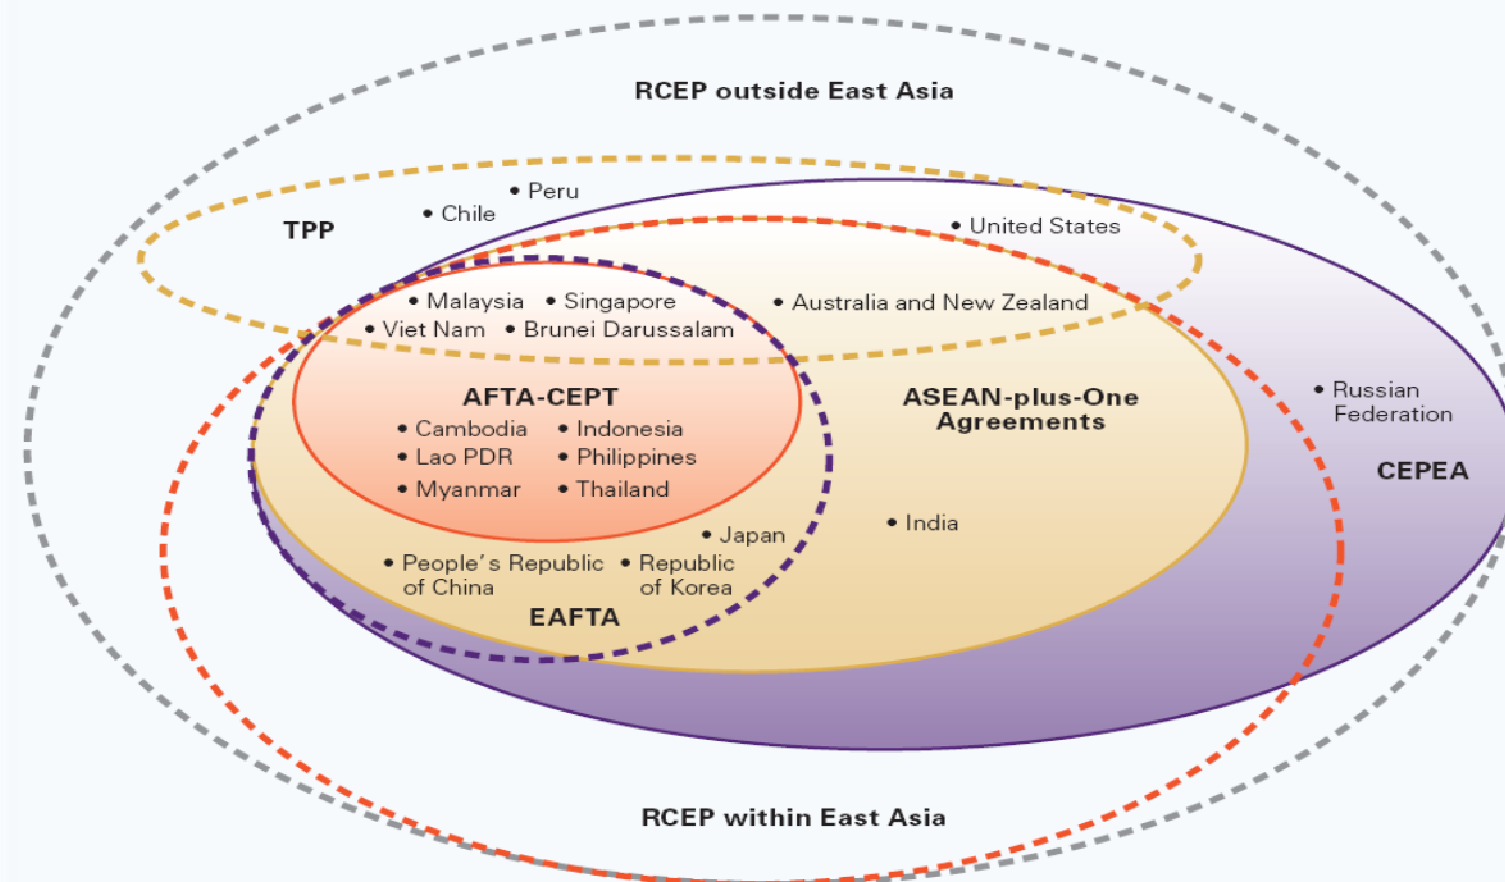 RCEP outside East Asia
• Peru
• Chile
TPP
• United States
• Malaysia • Singapore
• Australia and New Zealand
• Viet Nam • Brunei Darussalam
AFTA-CEPT
• Cambodia • Indonesia
• Lao PDR • Philippines
• Myanmar • Thailand
ASEAN-plus-One
Agreements
• Russian
Federation
CEPEA
• India
• Japan
• People´s Republic
of China
• Republic
of Korea
EAFTA
RCEP within East Asia